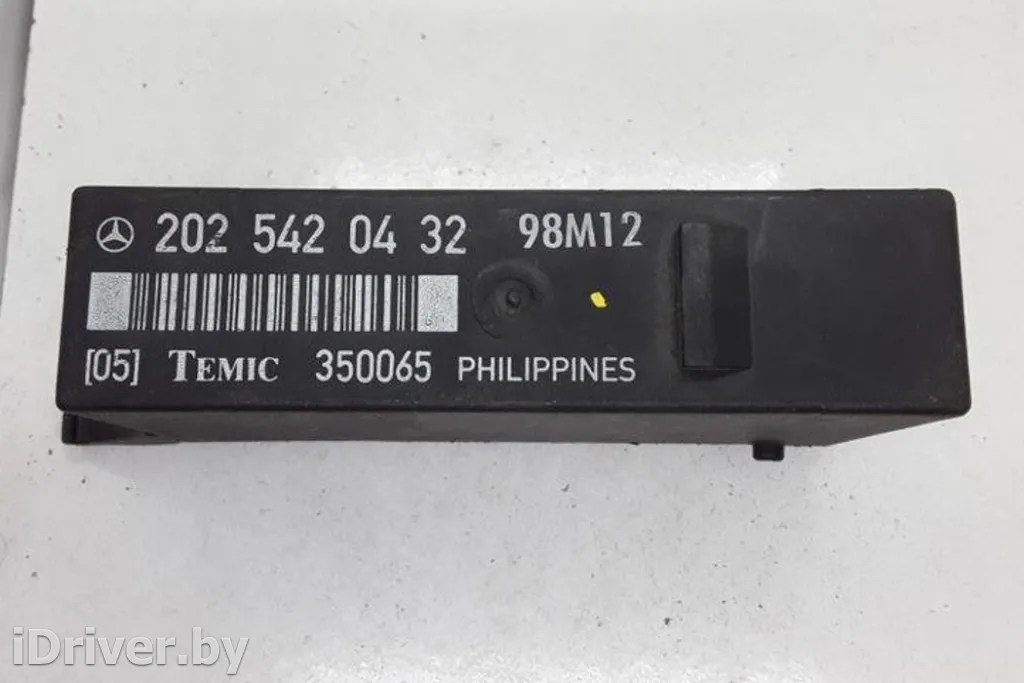 202 542 04 32 98M12
[05] TEMIC 350065 PHILIPPINES
iDriver.by